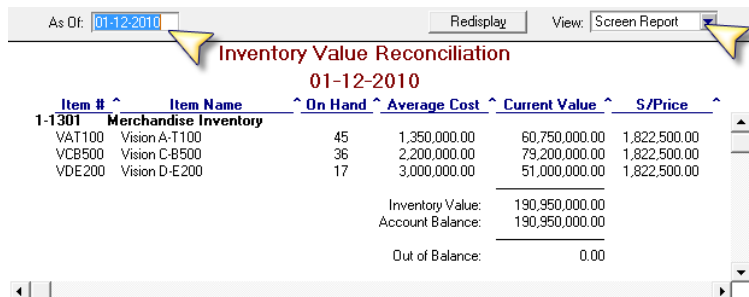 As Of: 01-12-2010 Redisplay View: Screen Report
Inventory Value Reconciliation
01-12-2010
Item # ^ Item Name ^ On Hand ^ Average Cost ^ Current Value ^ S/Price ^
1-1301 Merchandise Inventory
VAT100 Vision A-T100 45 1,350,000.00 60,750,000.00 1,822,500.00
VCB500 Vision C-B500 36 2,200,000.00 79,200,000.00 1,822,500.00
VDE200 Vision D-E200 17 3,000,000.00 51,000,000.00 1,822,500.00
Inventory Value: 190,950,000.00
Account Balance: 190,950,000.00
Out of Balance: 0.00